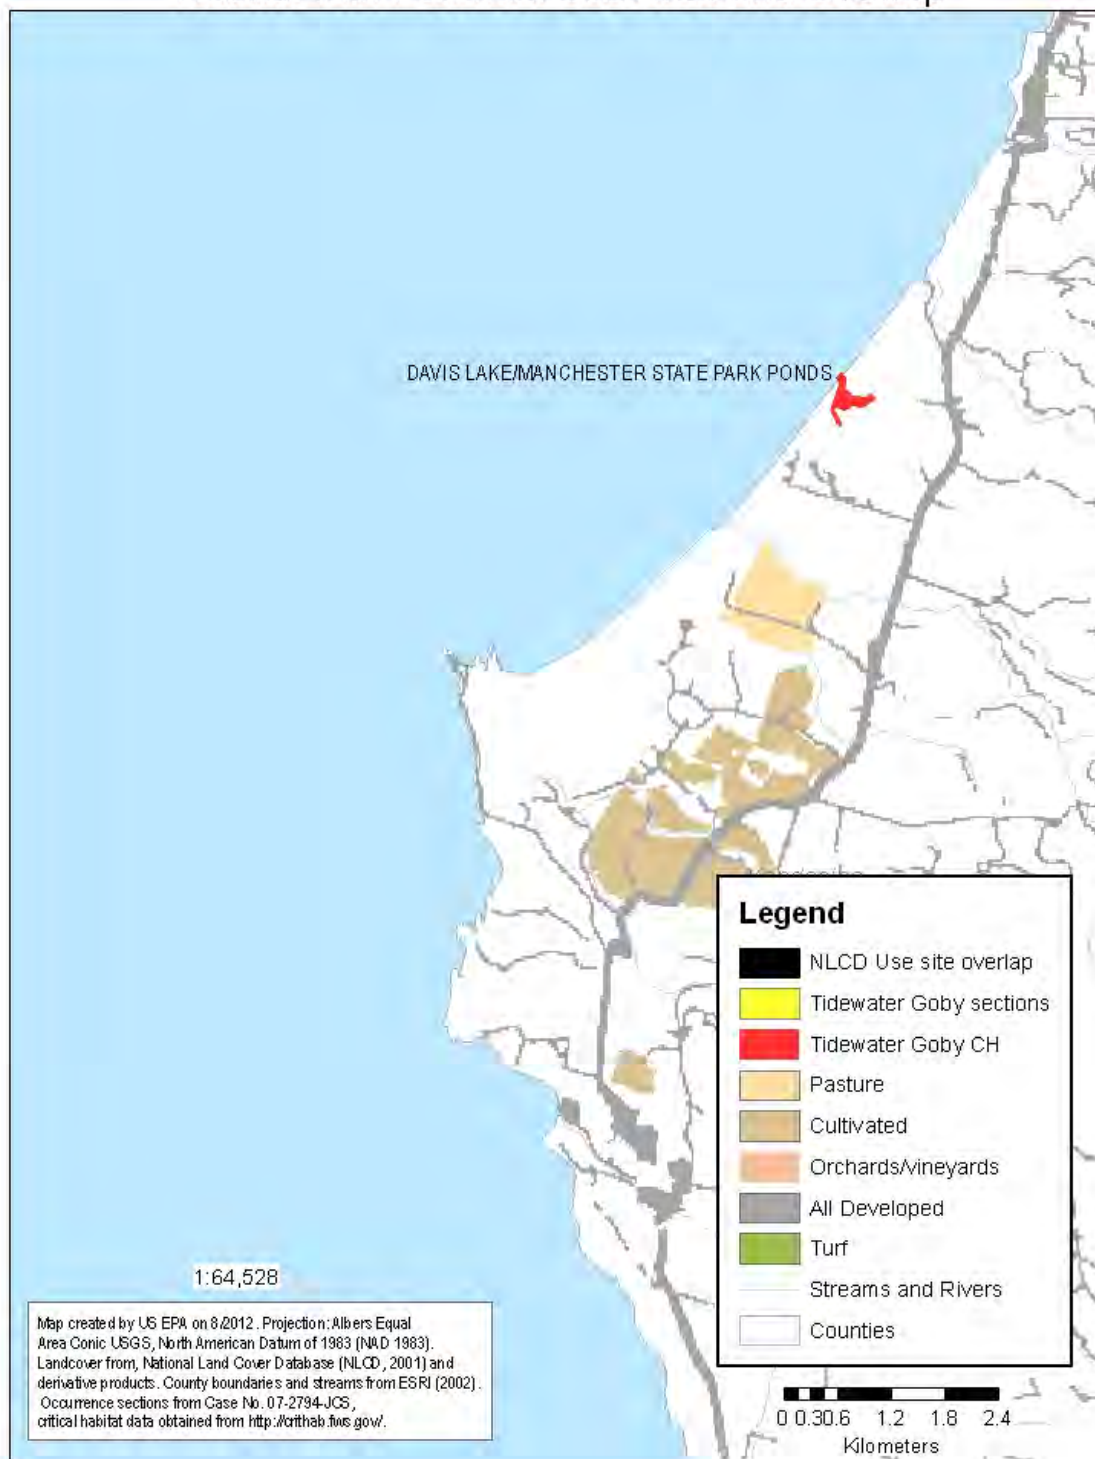 DAVIS LAKE/MANCHESTER STATE PARK PONDS
Legend
NLCD Use site overlap
Tidewater Goby sections
Tidewater Goby CH
Pasture
Cultivated
Orchards/vineyards
All Developed
Turf
Streams and Rivers
Counties
1:64,528
Map created by US EPA on 8/2012. Projection: Albers Equal
Area Conic USGS, North American Datum of 1983 (NAD 1983).
Landcover from, National Land Cover Database (NLCD, 2001) and
derivative products. County boundaries and streams from ESRI (2002).
Occurrence sections from Case No. 07-2794-JCS,
critical habitat data obtained from http://crithab.fws.gov/.
0 0.30.6 1.2 1.8 2.4
Kilometers